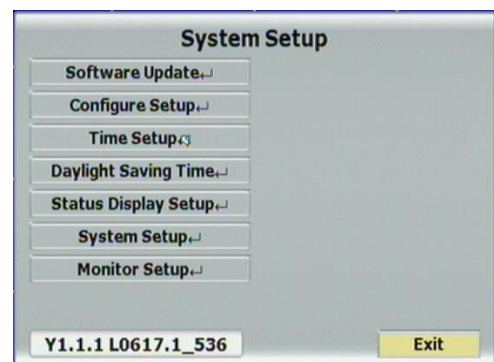 System Setup
Software Update↵
Configure Setup↵
Time Setup↵
Daylight Saving Time↵
Status Display Setup↵
System Setup↵
Monitor Setup↵
Y1.1.1 L0617.1_536
Exit